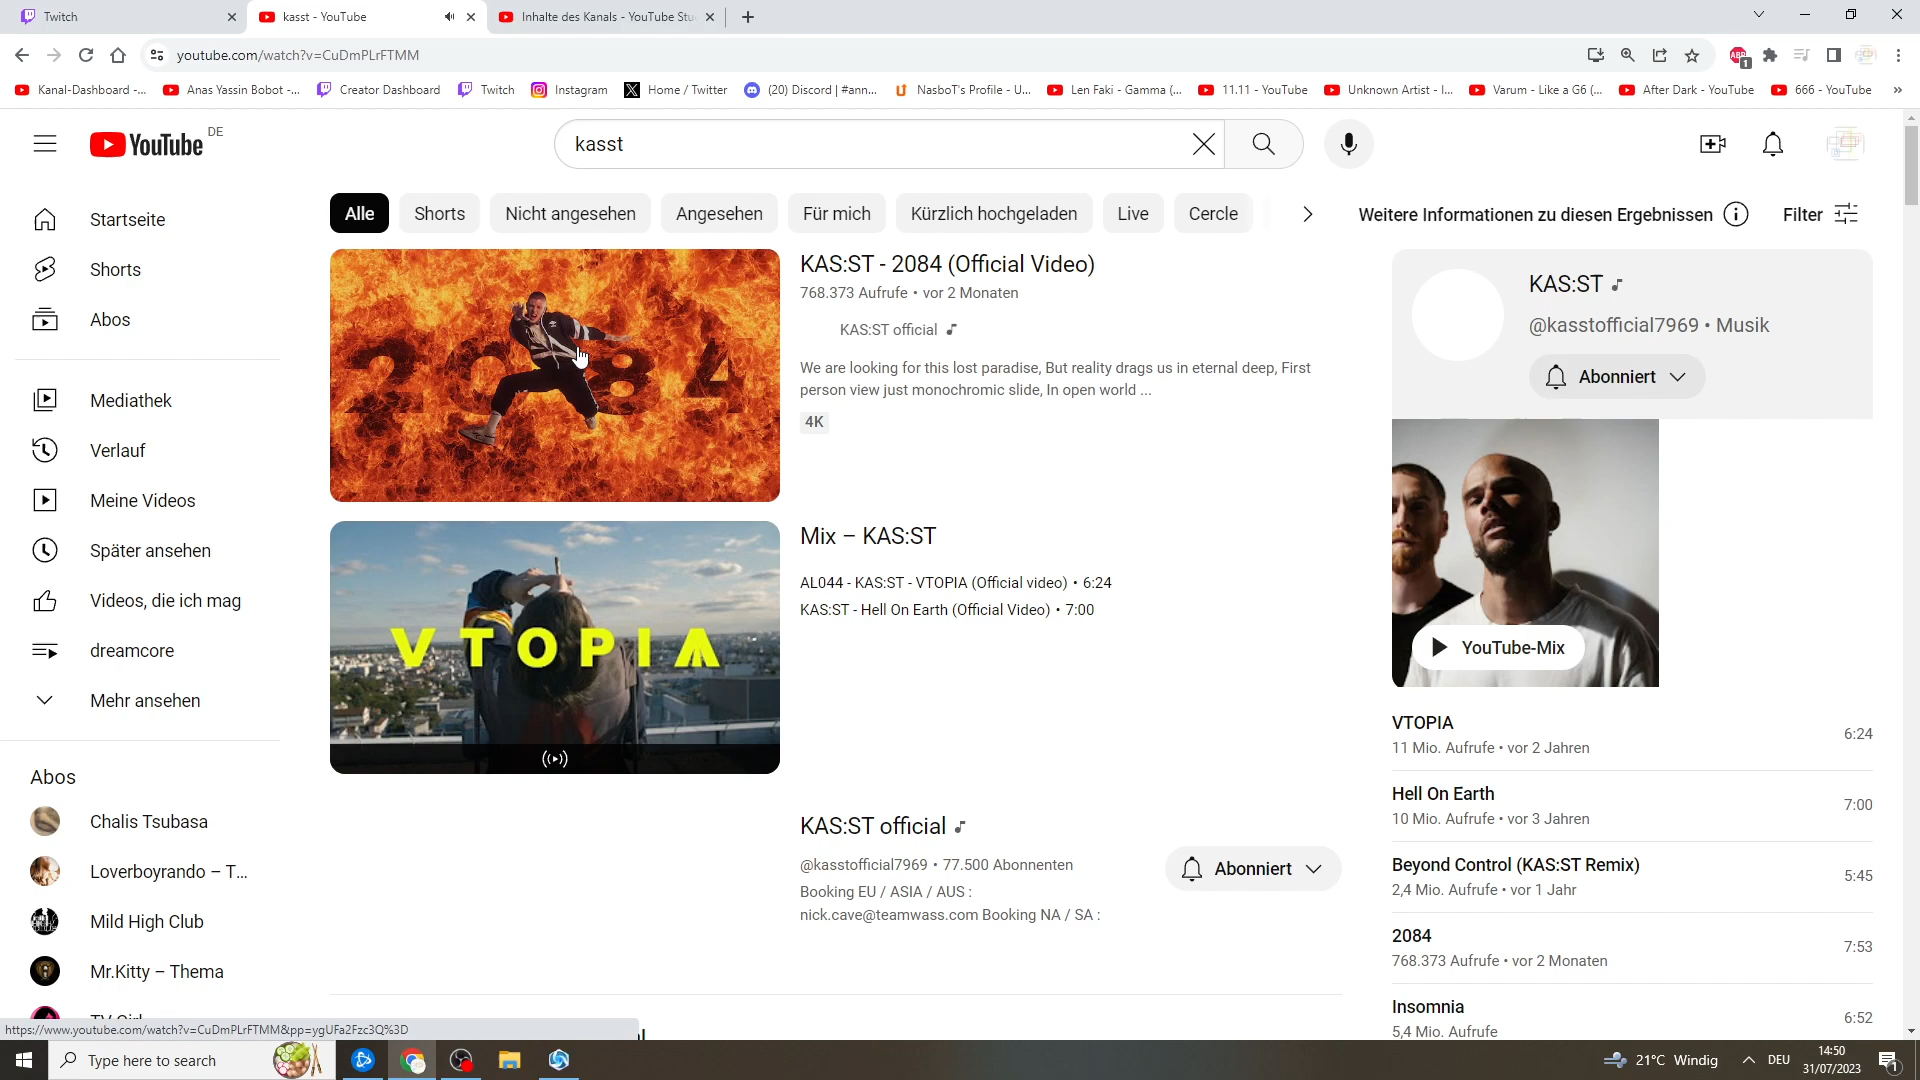 Twitch
kasst - YouTube
Inhalte des Kanals - YouTube Stu
youtube.com/watch?v=CuDmPLrFTMM
ABP
1
Kanal-Dashboard -...
Anas Yassin Bobot -...
Creator Dashboard
Twitch
Instagram
Home / Twitter
(20) Discord | #ann...
NasboT's Profile - U...
Len Faki - Gamma (...
11.11 - YouTube
Unknown Artist - I...
Varum - Like a G6 (...
After Dark - YouTube
666 - YouTube
»
YouTube DE
kasst
Startseite
Shorts
Abos
Mediathek
Verlauf
Meine Videos
Später ansehen
Videos, die ich mag
dreamcore
Mehr ansehen
Abos
Chalis Tsubasa
Loverboyrando – T...
Mild High Club
Mr.Kitty – Thema
Alle
Shorts
Nicht angesehen
Angesehen
Für mich
Kürzlich hochgeladen
Live
Cercle
Weitere Informationen zu diesen Ergebnissen
Filter
2084
KAS:ST - 2084 (Official Video)
768.373 Aufrufe • vor 2 Monaten
KAS:ST official
We are looking for this lost paradise, But reality drags us in eternal deep, First
person view just monochromic slide, In open world ...
4K
VTOPIA
Mix – KAS:ST
AL044 - KAS:ST - VTOPIA (Official video) • 6:24
KAS:ST - Hell On Earth (Official Video) • 7:00
KAS:ST official
@kasstofficial7969 • 77.500 Abonnenten
Booking EU / ASIA / AUS :
nick.cave@teamwass.com Booking NA / SA :
Abonniert
KAS:ST
@kasstofficial7969 • Musik
Abonniert
YouTube-Mix
VTOPIA
11 Mio. Aufrufe • vor 2 Jahren
6:24
Hell On Earth
10 Mio. Aufrufe • vor 3 Jahren
7:00
Beyond Control (KAS:ST Remix)
2,4 Mio. Aufrufe • vor 1 Jahr
5:45
2084
768.373 Aufrufe • vor 2 Monaten
7:53
Insomnia
5,4 Mio. Aufrufe
6:52
https://www.youtube.com/watch?v=CuDmPLrFTMM&pp=ygUFa2Fzc3Q%3D
Type here to search
21°C Windig
DEU
14:50
31/07/2023
1